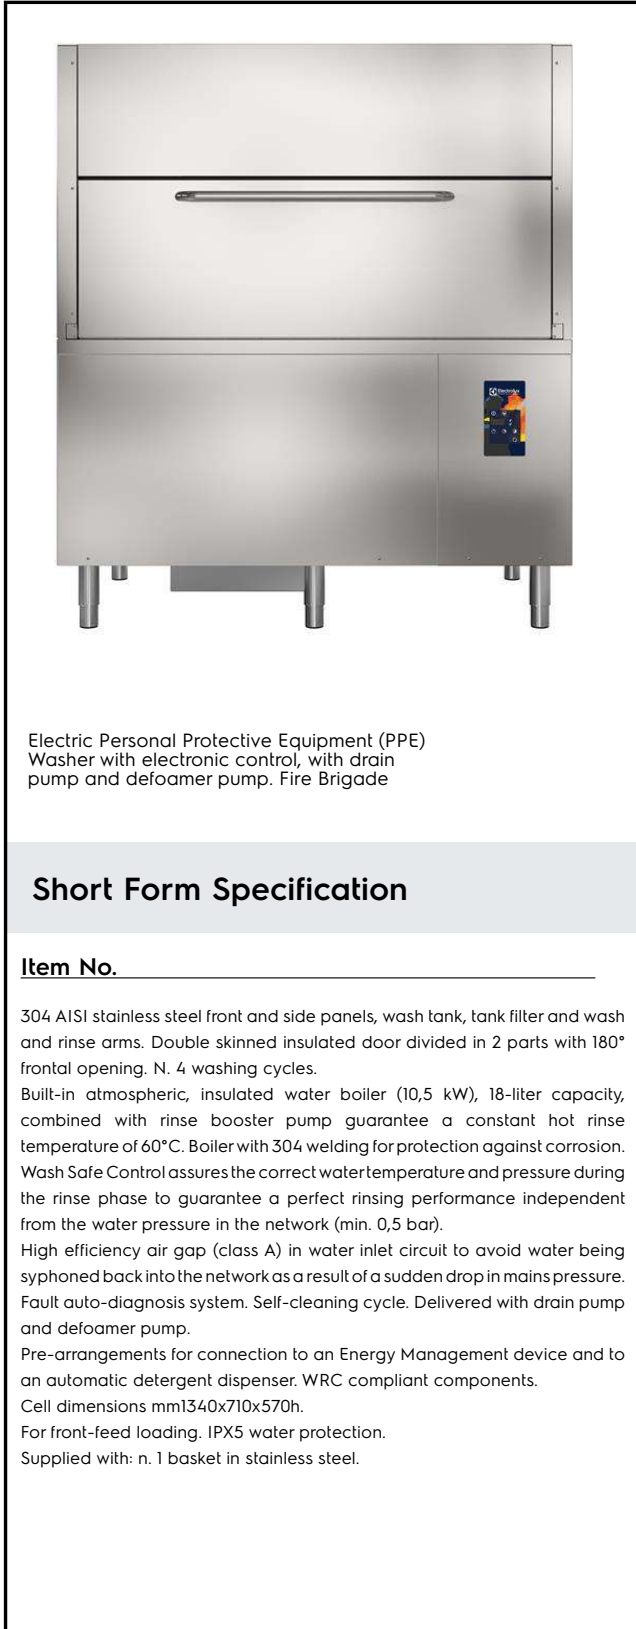 Electrolux
Electric Personal Protective Equipment (PPE)
Washer with electronic control, with drain
pump and defoamer pump. Fire Brigade
Short Form Specification
Item No.
304 AISI stainless steel front and side panels, wash tank, tank filter and wash
and rinse arms. Double skinned insulated door divided in 2 parts with 180°
frontal opening. N. 4 washing cycles.
Built-in atmospheric, insulated water boiler (10,5 kW), 18-liter capacity,
combined with rinse booster pump guarantee a constant hot rinse
temperature of 60°C. Boiler with 304 welding for protection against corrosion.
Wash Safe Control assures the correct water temperature and pressure during
the rinse phase to guarantee a perfect rinsing performance independent
from the water pressure in the network (min. 0,5 bar).
High efficiency air gap (class A) in water inlet circuit to avoid water being
syphoned back into the network as a result of a sudden drop in mains pressure.
Fault auto-diagnosis system. Self-cleaning cycle. Delivered with drain pump
and defoamer pump.
Pre-arrangements for connection to an Energy Management device and to
an automatic detergent dispenser. WRC compliant components.
Cell dimensions mm1340x710x570h.
For front-feed loading. IPX5 water protection.
Supplied with: n. 1 basket in stainless steel.